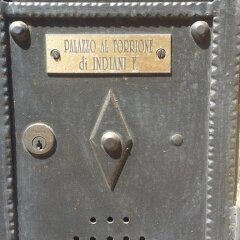 PALAZZO AL TORRIONE
di INDIANI Y.